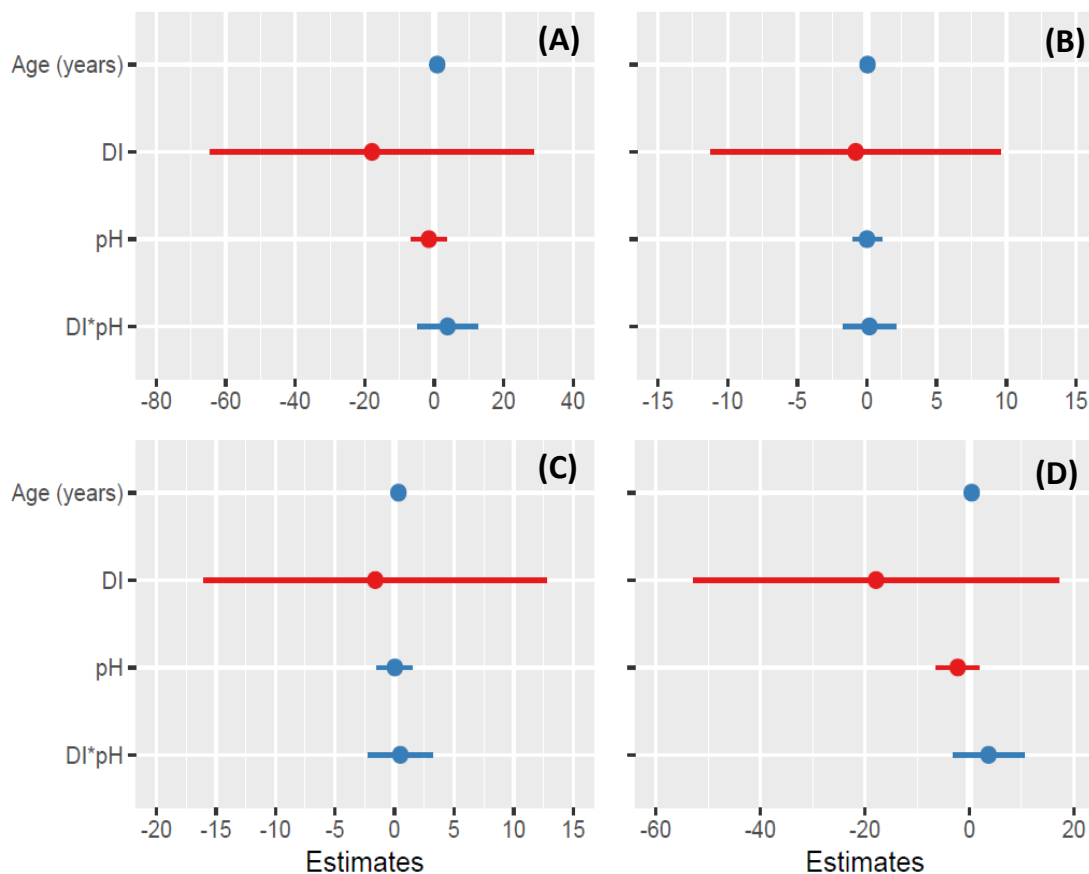 (A)
(B)
Age (years)
DI
pH
DI*pH
-80 -60 -40 -20 0 20 40
-15 -10 -5 0 5 10 15
(C)
(D)
Age (years)
DI
pH
DI*pH
-20 -15 -10 -5 0 5 10 15
-60 -40 -20 0 20
Estimates
Estimates